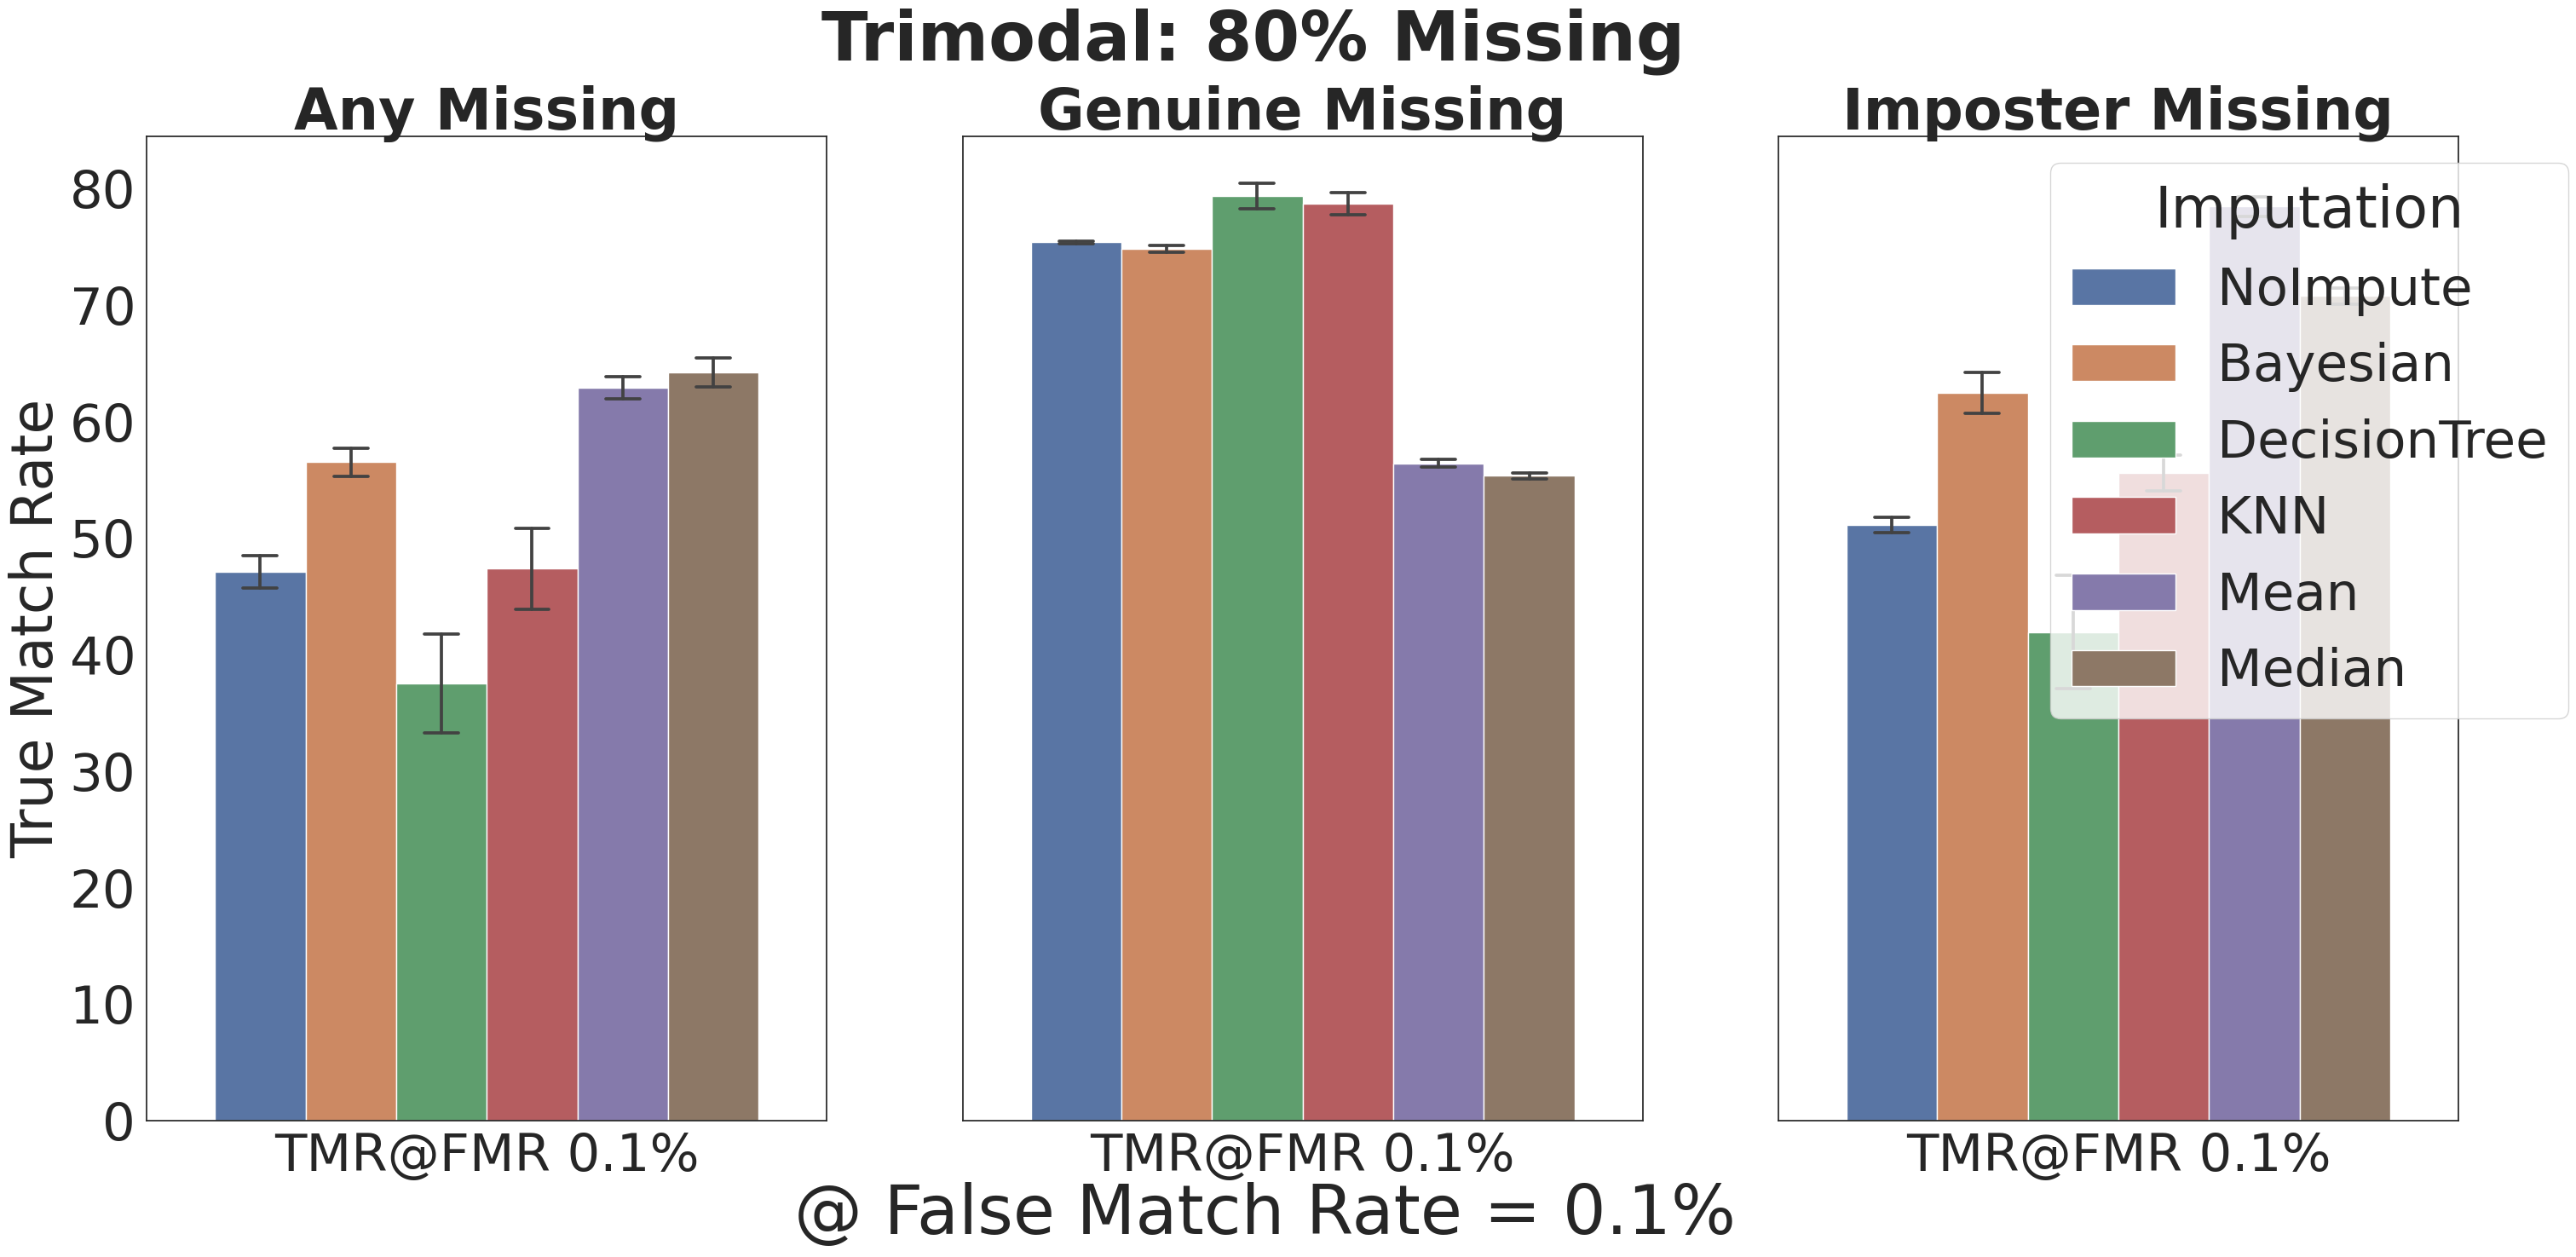 Trimodal: 80% Missing
Any Missing
Genuine Missing
Imposter Missing
True Match Rate
80
70
60
50
40
30
20
10
0
Imputation
NoImpute
Bayesian
DecisionTree
KNN
Mean
Median
TMR@FMR 0.1%
TMR@FMR 0.1%
TMR@FMR 0.1%
@ False Match Rate = 0.1%